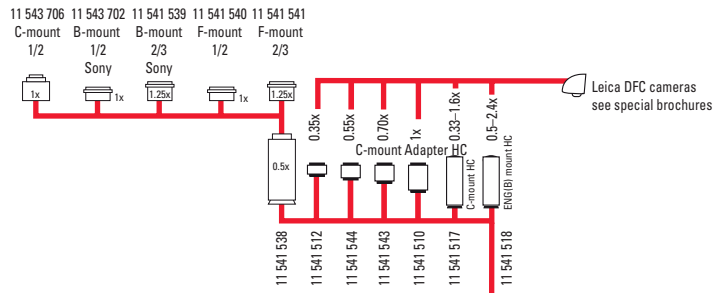 11 543 706 11 543 702 11 541 539 11 541 540 11 541 541
C-mount B-mount B-mount F-mount F-mount
1/2 1/2 2/3 1/2 2/3
Sony Sony
1x 1x 1.25x 1x 1.25x
Leica DFC cameras
see special brochures
0.35x 0.55x 0.70x 1x 0.33–1.6x 0.5–2.4x
C-mount Adapter HC
0.5x
C-mount HC
ENG(B) mount HC
11 541 538 11 541 512 11 541 544 11 541 543 11 541 510 11 541 517 11 541 518